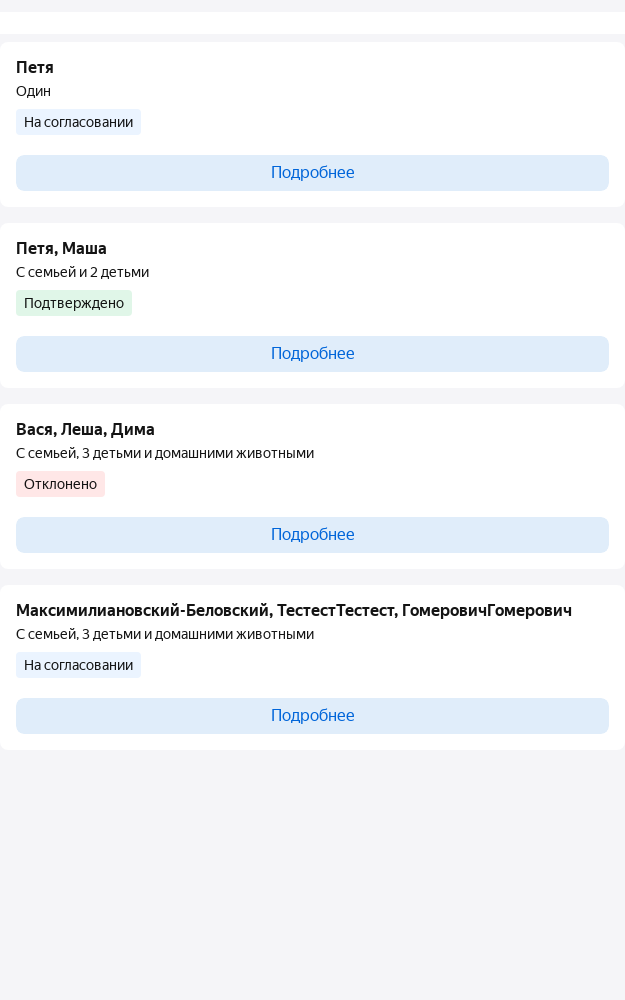 Петя
Один
На согласовании
Подробнее
Петя, Маша
С семьей и 2 детьми
Подтверждено
Подробнее
Вася, Леша, Дима
С семьей, 3 детьми и домашними животными
Отклонено
Подробнее
Максимилиановский-Беловский, ТестестТестест, ГомеровичГомерович
С семьей, 3 детьми и домашними животными
На согласовании
Подробнее